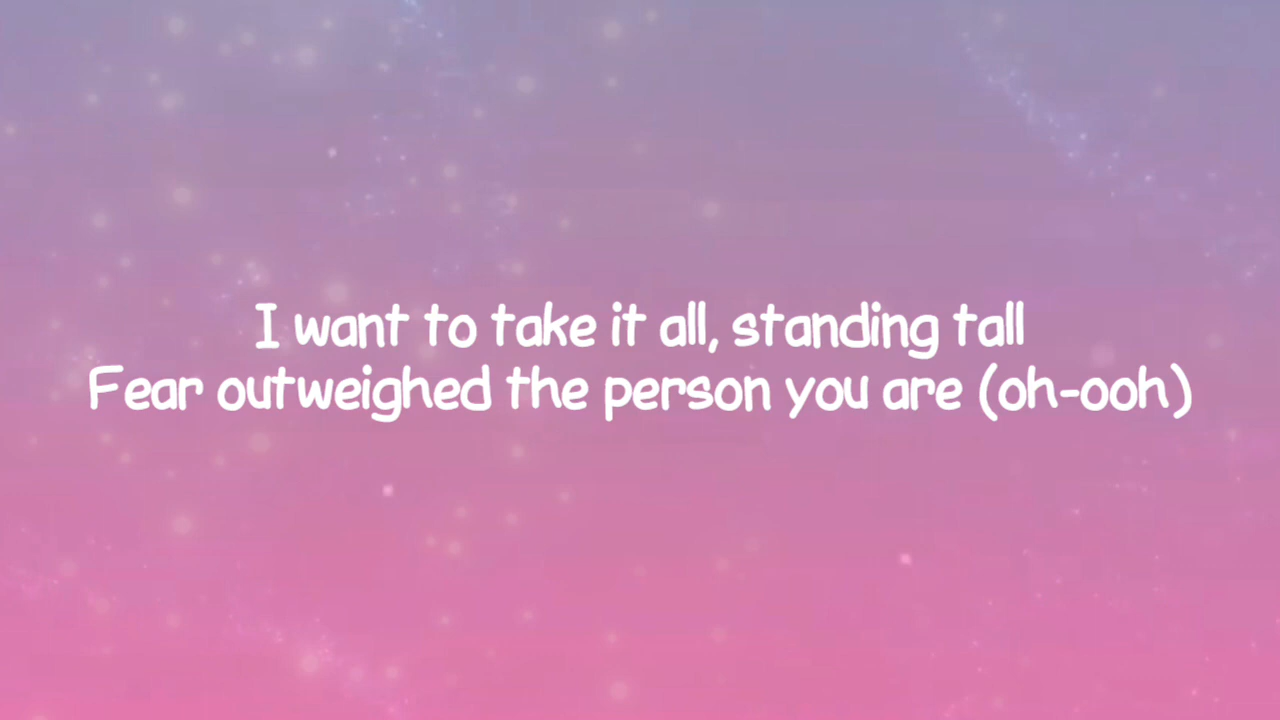 I want to take it all, standing tall
Fear outweighed the person you are (oh-ooh)